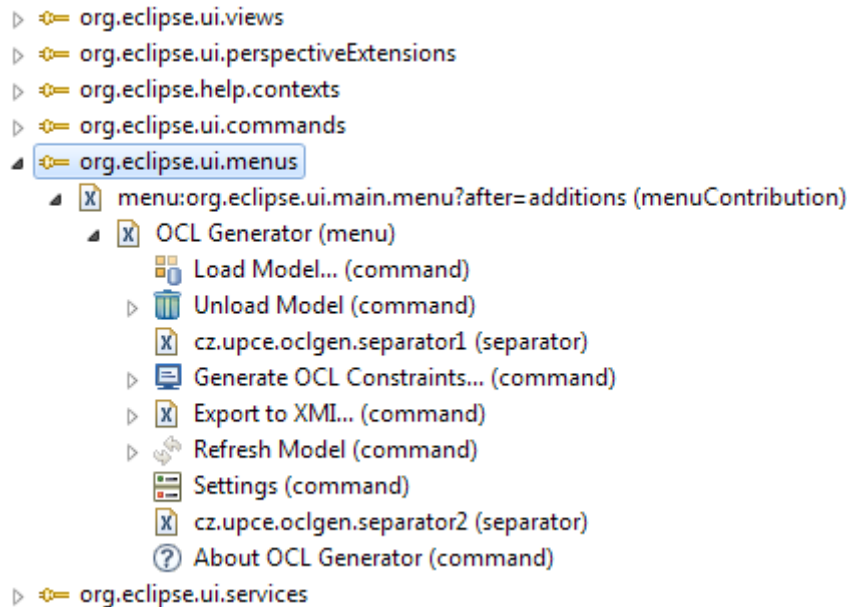 org.eclipse.ui.views
org.eclipse.ui.perspectiveExtensions
org.eclipse.help.contexts
org.eclipse.ui.commands
org.eclipse.ui.menus
menu:org.eclipse.ui.main.menu?after=additions (menuContribution)
OCL Generator (menu)
Load Model... (command)
Unload Model (command)
cz.upce.oclgen.separator1 (separator)
Generate OCL Constraints... (command)
Export to XMI... (command)
Refresh Model (command)
Settings (command)
cz.upce.oclgen.separator2 (separator)
About OCL Generator (command)
org.eclipse.ui.services